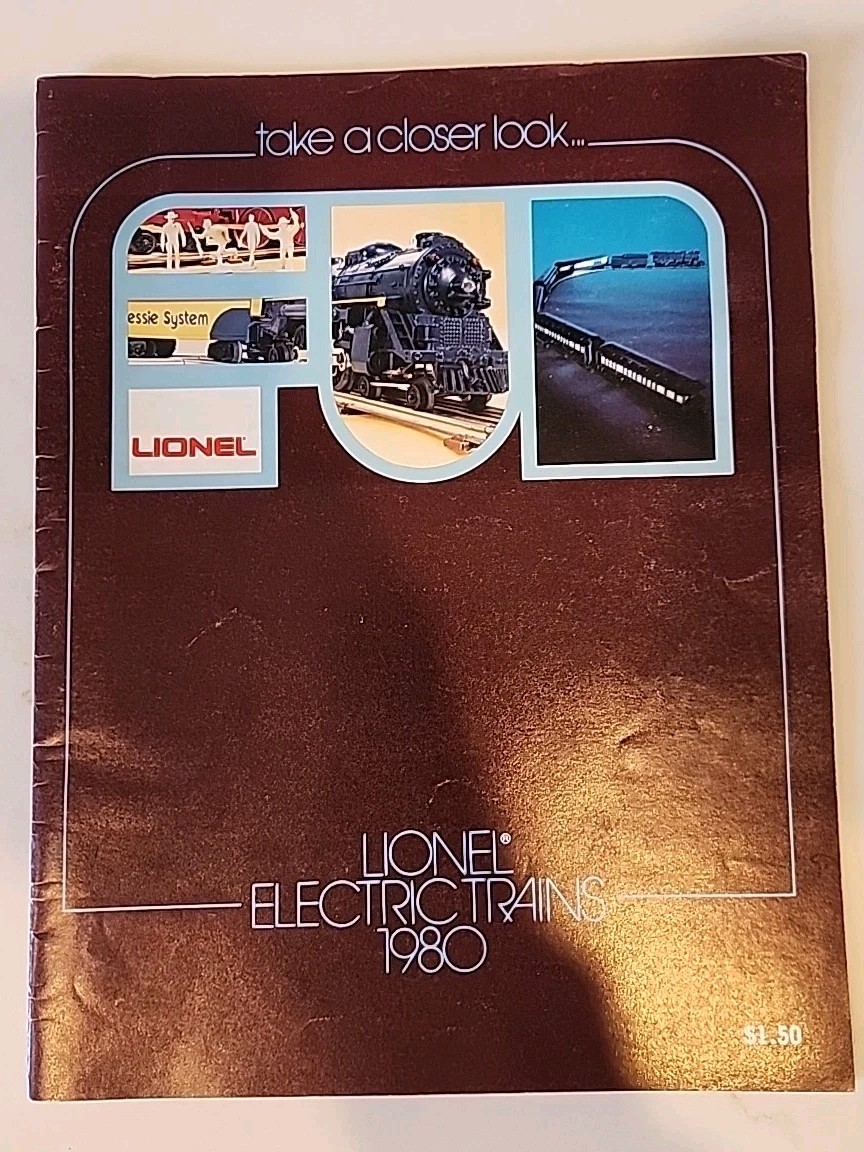 take a closer look...
essie System
LIONEL
LIONEL®
ELECTRIC TRAINS
1980
$1.50